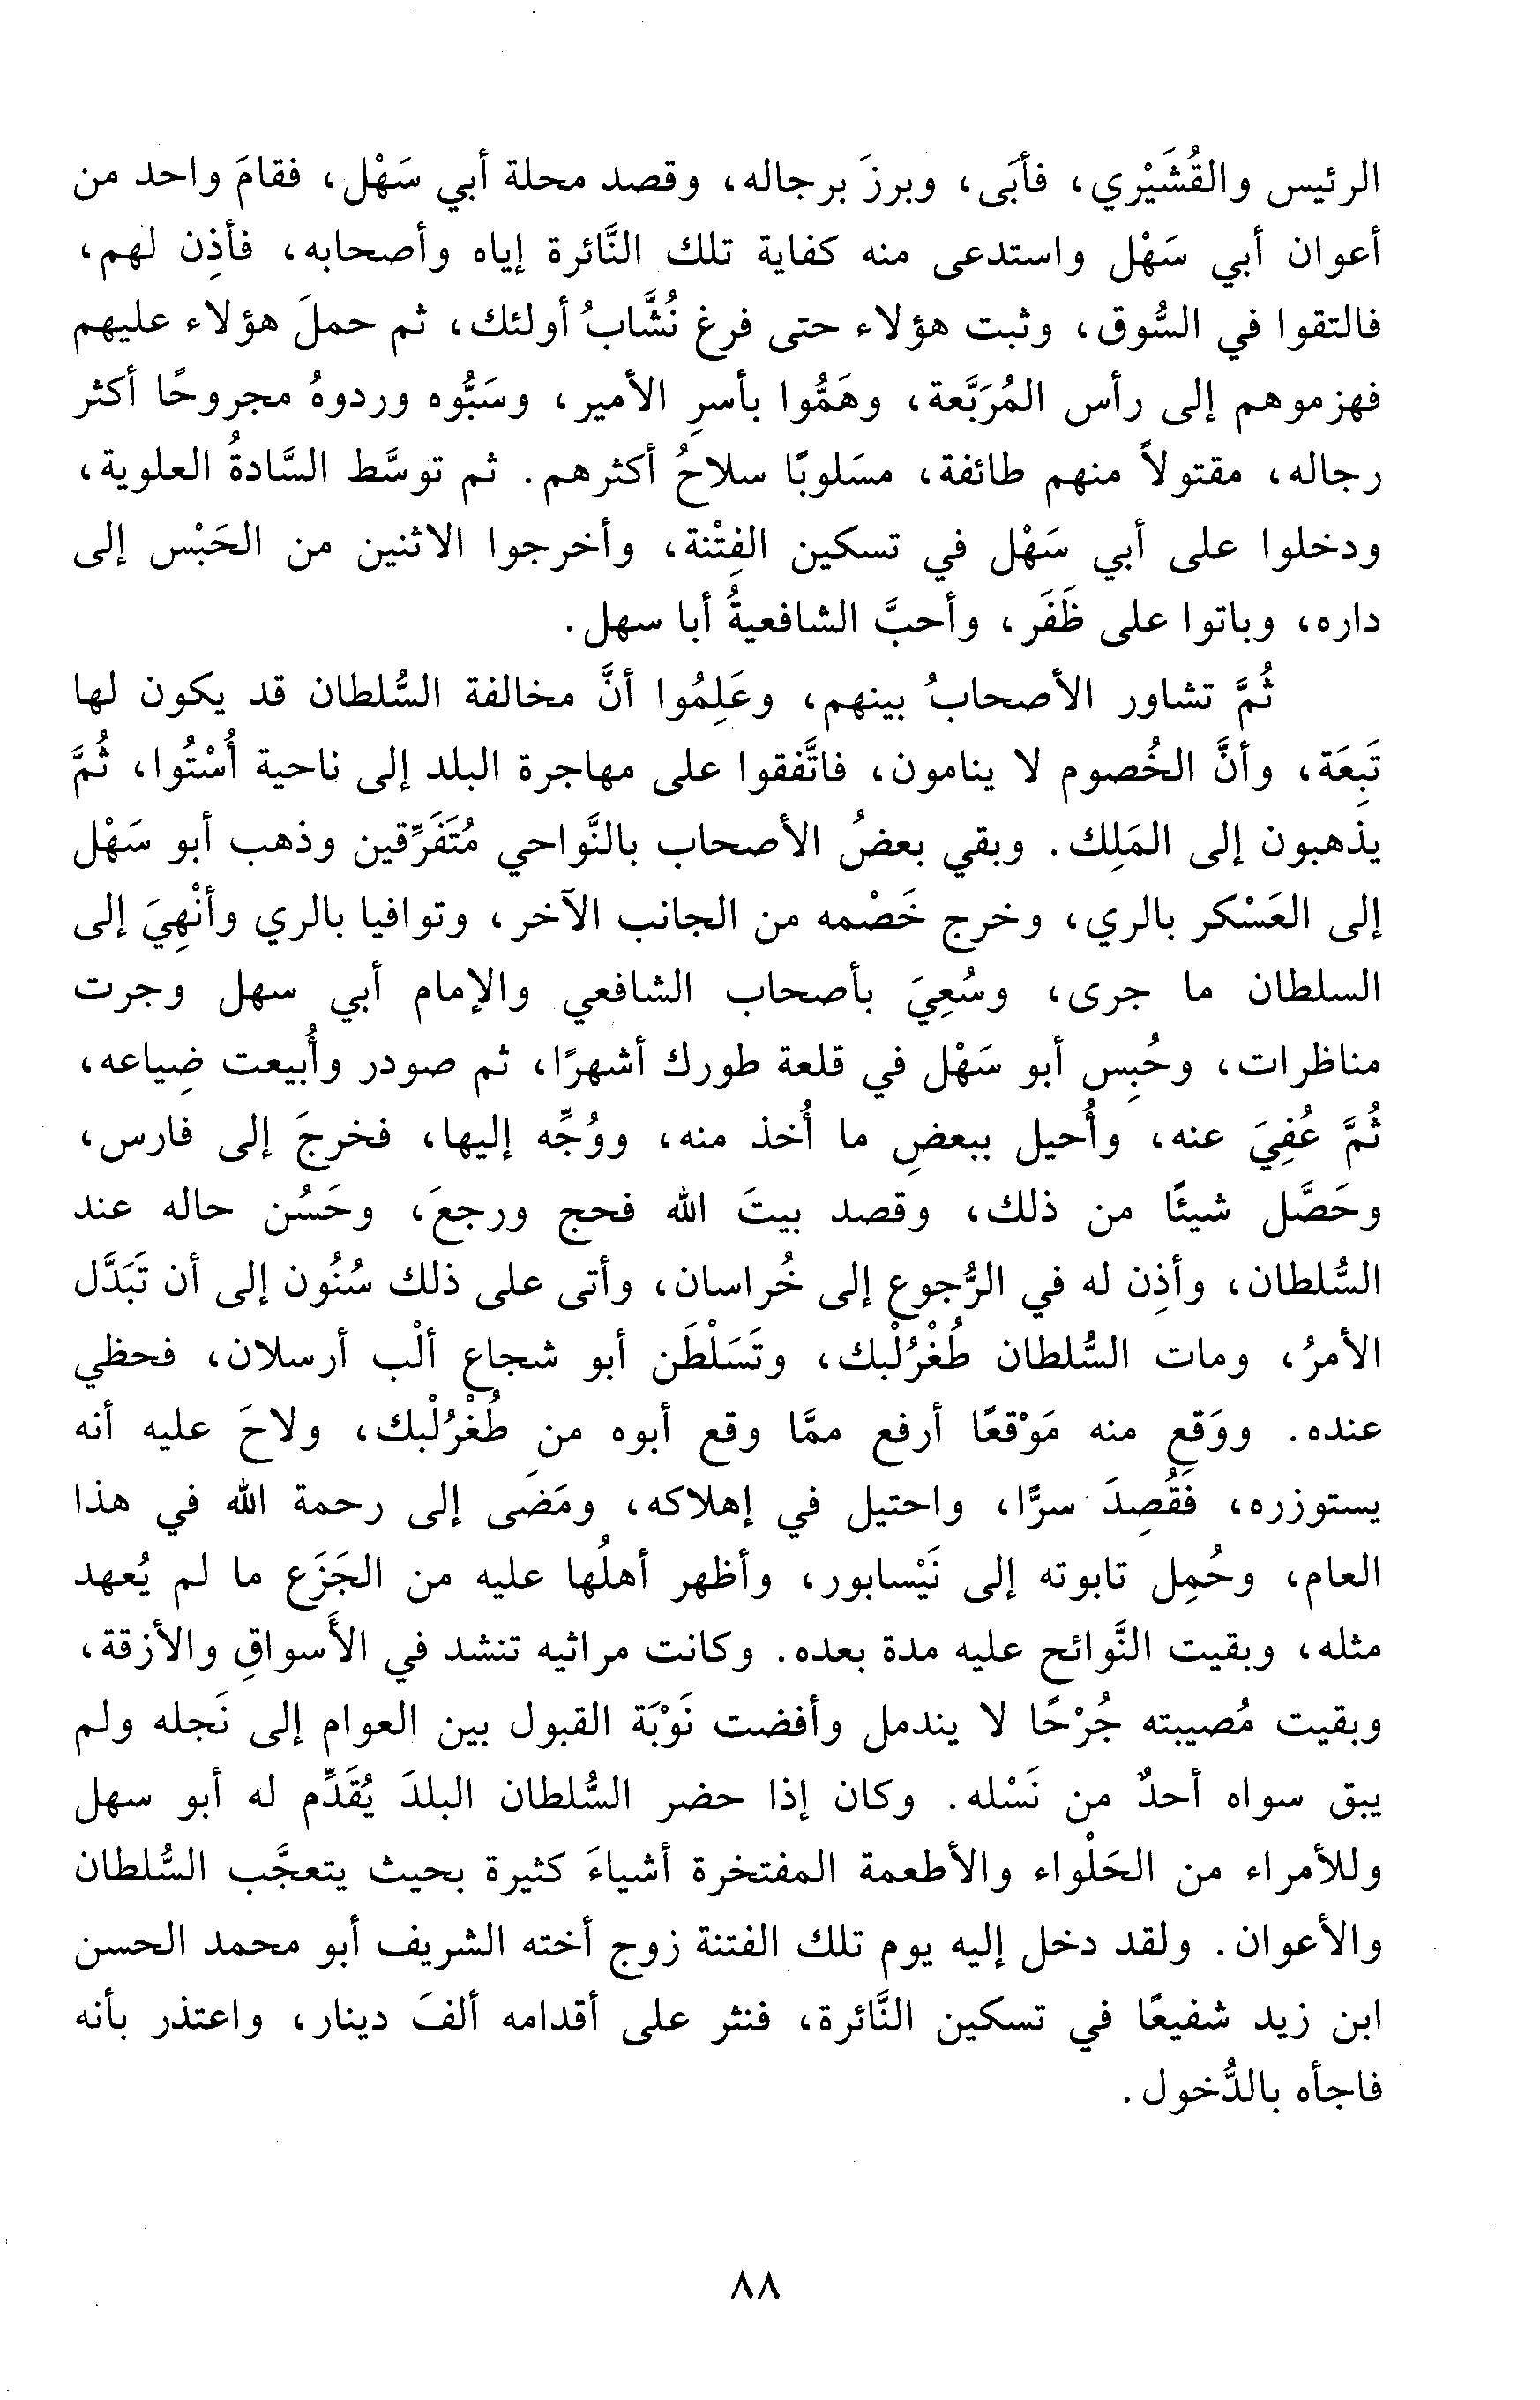 الرئيس والقُشَيْري، فأبَى، وبرزَ برجاله، وقصد محلة أبي سَهْل، فقامَ واحد من
أعوان أبي سَهْل واستدعى منه كفاية تلك النَّائرة إياه وأصحابه، فأذِن لهم،
فالتقوا في السُّوق، وثبت هؤلاء حتى فرغ نُشَّابُ أولئك، ثم حملَ هؤلاء عليهم
فهزموهم إلى رأس المُرَبَّعة، وهَمُّوا بأسرِ الأمير، وسَبُّوه وردوهُ مجروحًا أكثر
رجاله، مقتولاً منهم طائفة، مسَلوبًا سلاحُ أكثرهم. ثم توسَّط السَّادةُ العلوية،
ودخلوا على أبي سَهْل في تسكين الفِتْنة، وأخرجوا الاثنين من الحَبْس إلى
داره، وباتوا على ظَفَر، وأحبَّ الشافعيةُ أبا سهل.
ثُمَّ تشاور الأصحابُ بينهم، وعَلِمُوا أنَّ مخالفة السُّلطان قد يكون لها
تَبِعَة، وأنَّ الخُصوم لا ينامون، فاتَّفقوا على مهاجرة البلد إلى ناحية أُسْتُوا، ثُمَّ
يذهبون إلى المَلِك. وبقي بعضُ الأصحاب بالنَّواحي مُتَفَرِّقين وذهب أبو سَهْل
إلى العَسْكر بالري، وخرج خَصْمه من الجانب الآخر، وتوافيا بالري وأنْهِيَ إلى
السلطان ما جرى، وسُعِيَ بأصحاب الشافعي والإمام أبي سهل وجرت
مناظرات، وحُبِس أبو سَهْل في قلعة طورك أشهرًا، ثم صودر وأُبيعت ضِياعه،
ثُمَّ عُفِيَ عنه، وأُحيل ببعضِ ما أُخذ منه، ووُجِّه إليها، فخرجَ إلى فارس،
وحَصَّل شيئًا من ذلك، وقصد بيتَ الله فحج ورجعَ، وحَسُن حاله عند
السُّلطان، وأذِن له في الرُّجوع إلى خُراسان، وأتى على ذلك سُنُون إلى أن تَبَدَّل
الأمرُ، ومات السُّلطان طُغْرُلْبك، وتَسَلْطَن أبو شجاع ألْب أرسلان، فحظي
عنده. ووَقع منه مَوْقعًا أرفع ممَّا وقع أبوه من طُغْرُلْبك، ولاحَ عليه أنه
يستوزره، فَقُصِدَ سرًّا، واحتيل في إهلاكه، ومَضَى إلى رحمة الله في هذا
العام، وحُمِل تابوته إلى نَيْسابور، وأظهر أهلُها عليه من الجَزَع ما لم يُعهد
مثله، وبقيت النَّوائح عليه مدة بعده. وكانت مراثيه تنشد في الأَسواقِ والأزقة،
وبقيت مُصيبته جُرْحًا لا يندمل وأفضت نَوْبَة القبول بين العوام إلى نَجله ولم
يبق سواه أحدٌ من نَسْله. وكان إذا حضر السُّلطان البلدَ يُقَدِّم له أبو سهل
وللأمراء من الحَلْواء والأطعمة المفتخرة أشياءَ كثيرة بحيث يتعجَّب السُّلطان
والأعوان. ولقد دخل إليه يوم تلك الفتنة زوج أخته الشريف أبو محمد الحسن
ابن زيد شفيعًا في تسكين النَّائرة، فنثر على أقدامه ألفَ دينار، واعتذر بأنه
فاجأه بالدُّخول.
٨٨